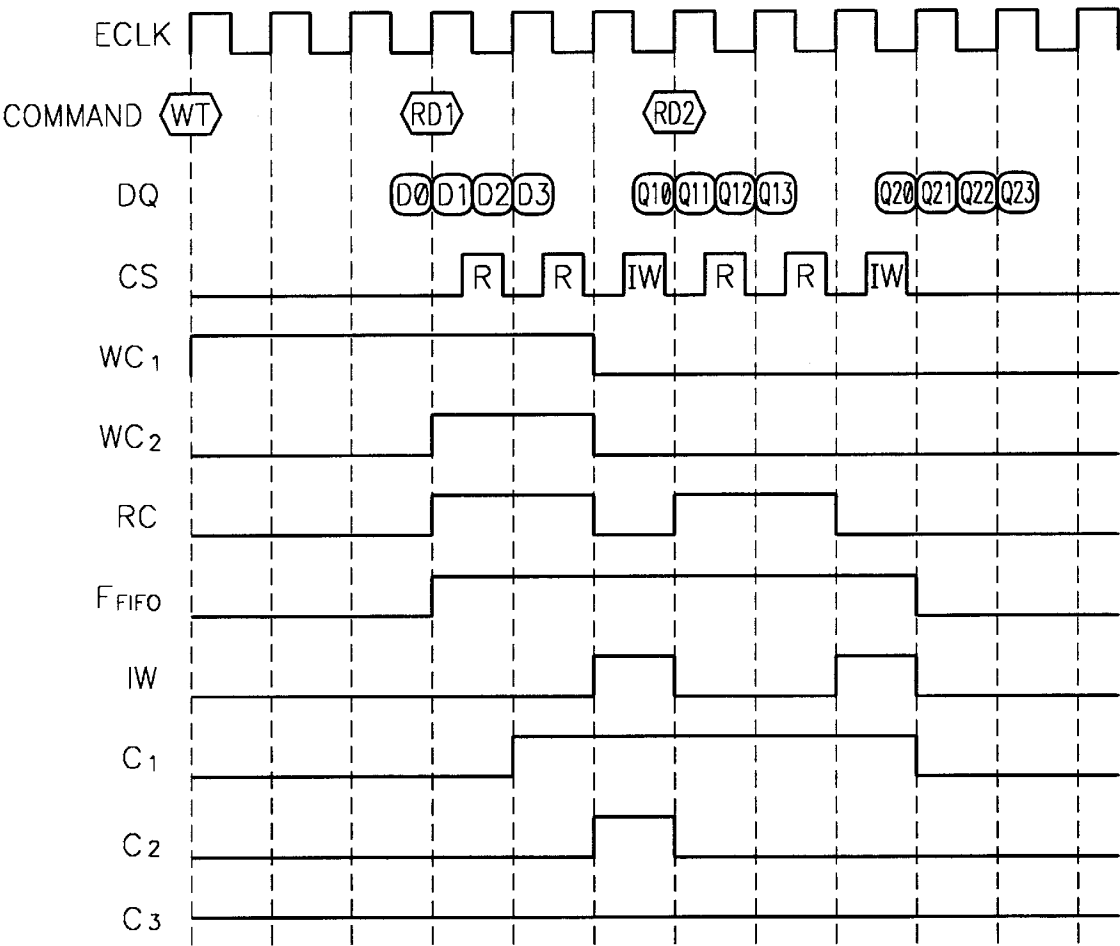 ECLK
COMMAND WT RD1 RD2
DQ D0 D1 D2 D3 Q10 Q11 Q12 Q13 Q20 Q21 Q22 Q23
CS R R IW R R IW
WC1
WC2
RC
FFIFO
IW
C1
C2
C3